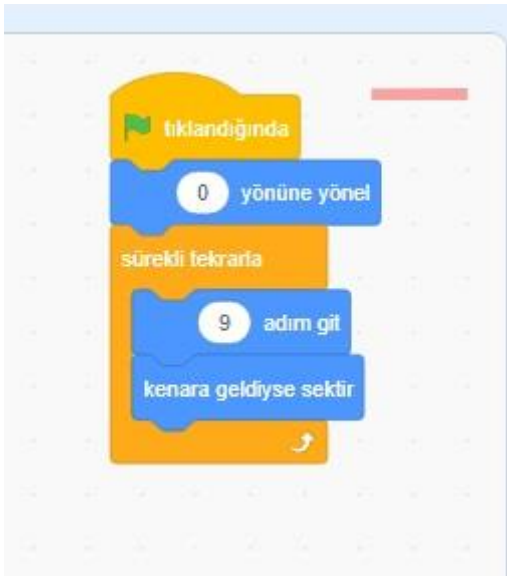 tıklandığında
0 yönüne yönel
sürekli tekrarla
9 adım git
kenara geldiyse sektir